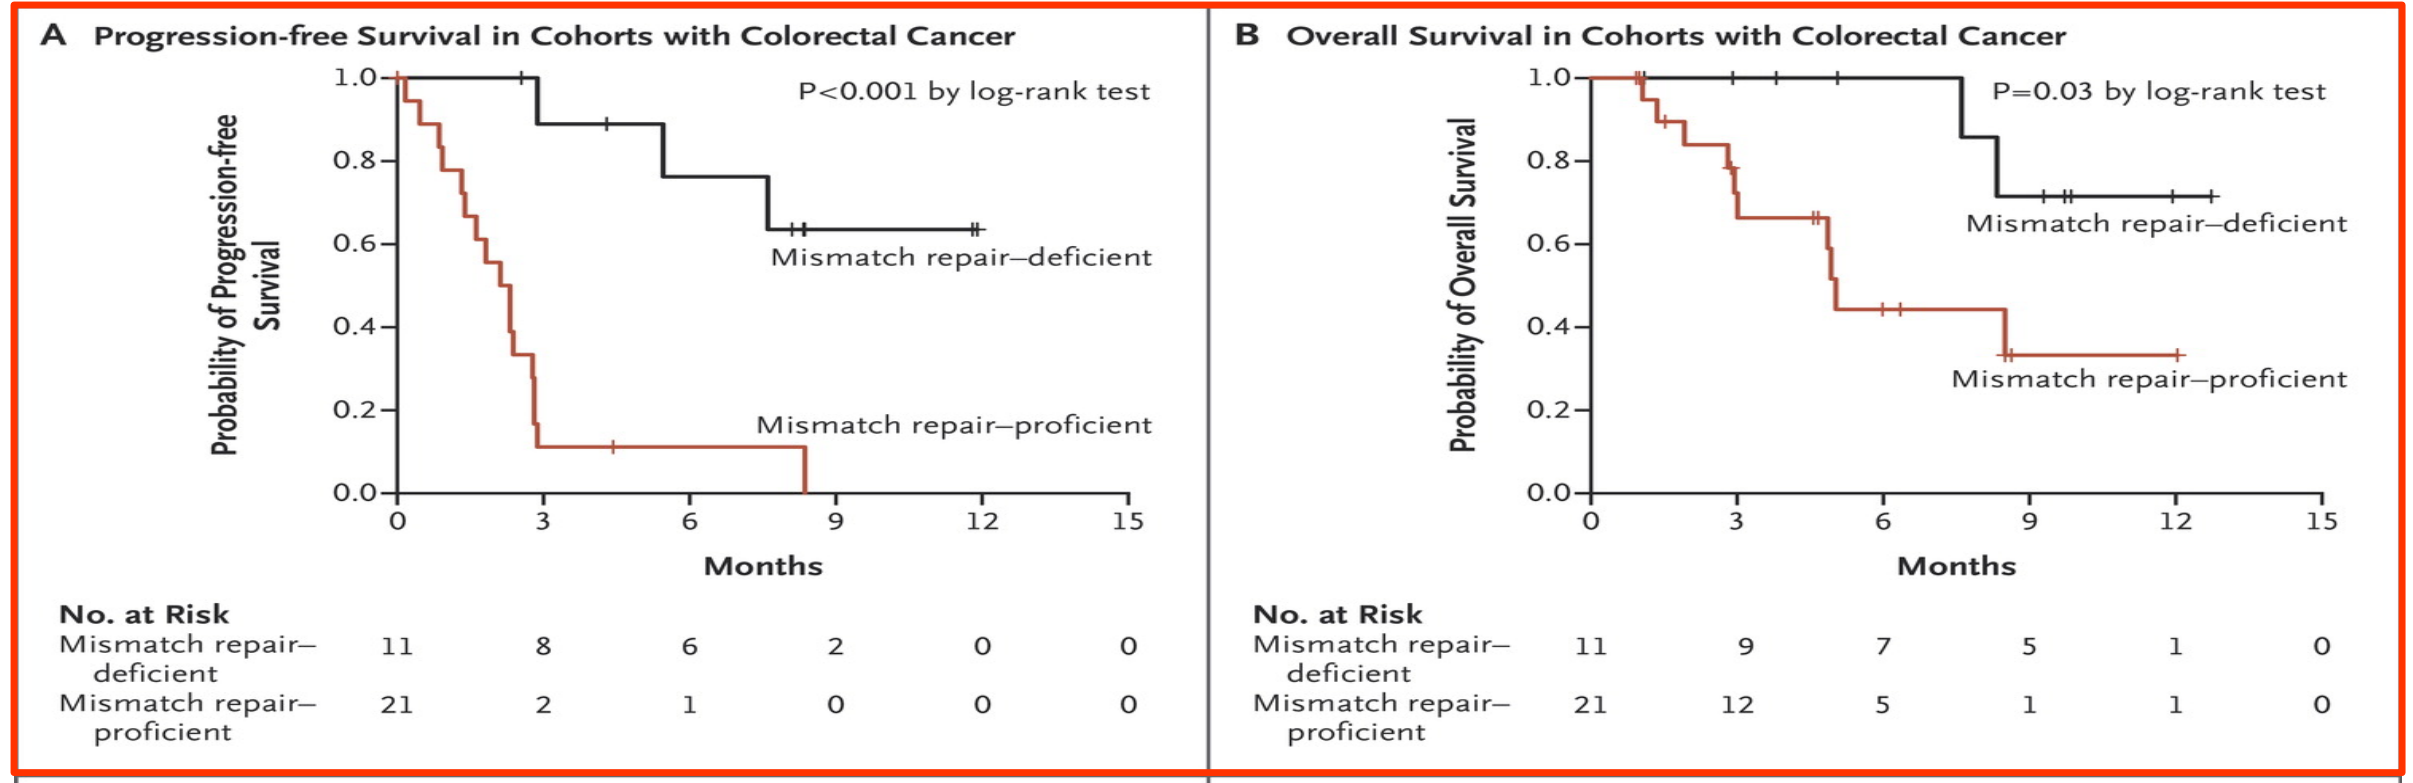 A Progression-free Survival in Cohorts with Colorectal Cancer
Probability of Progression-free
Survival
1.0
0.8
0.6
0.4
0.2
0.0
P<0.001 by log-rank test
Mismatch repair–deficient
Mismatch repair–proficient
0 3 6 9 12 15
Months
No. at Risk
Mismatch repair– 11 8 6 2 0 0
deficient
Mismatch repair– 21 2 1 0 0 0
proficient
B Overall Survival in Cohorts with Colorectal Cancer
Probability of Overall Survival
1.0
0.8
0.6
0.4
0.2
0.0
P=0.03 by log-rank test
Mismatch repair–deficient
Mismatch repair–proficient
0 3 6 9 12 15
Months
No. at Risk
Mismatch repair– 11 9 7 5 1 0
deficient
Mismatch repair– 21 12 5 1 1 0
proficient